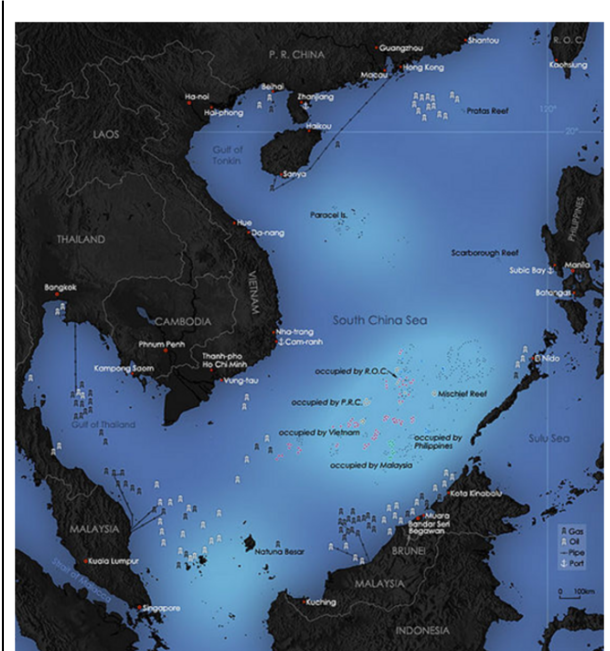 Shantou
R. O. C.
Guangzhou
P. R. CHINA
Kaohsiung
Hong Kong
Macau
Beihai
Zhanjiang
Ha-noi
Hai-phong
Pratas Reef
120°
Haikou
20°
LAOS
Gulf of
Tonkin
Sanya
Paracel Is.
Hue
Da-nang
THAILAND
PHILIPPINES
Scarborough Reef
Subic Bay
Manila
Bangkok
VIETNAM
Batangas
CAMBODIA
South China Sea
Nha-trang
Cam-ranh
Phnum Penh
Thanh-pho
Ho Chi Minh
El Nido
Kampong Saom
Vung-tau
occupied by R.O.C.
Mischief Reef
occupied by P.R.C.
Gulf of Thailand
occupied by Vietnam
occupied by
Philippines
Sulu Sea
occupied by Malaysia
Kota Kinabalu
MALAYSIA
Muara
Bandar Seri
Begawan
Gas
Oil
Pipe
Port
Natuna Besar
BRUNEI
Kuala Lumpur
MALAYSIA
0 100km
Strait of Malacca
Kuching
Singapore
INDONESIA